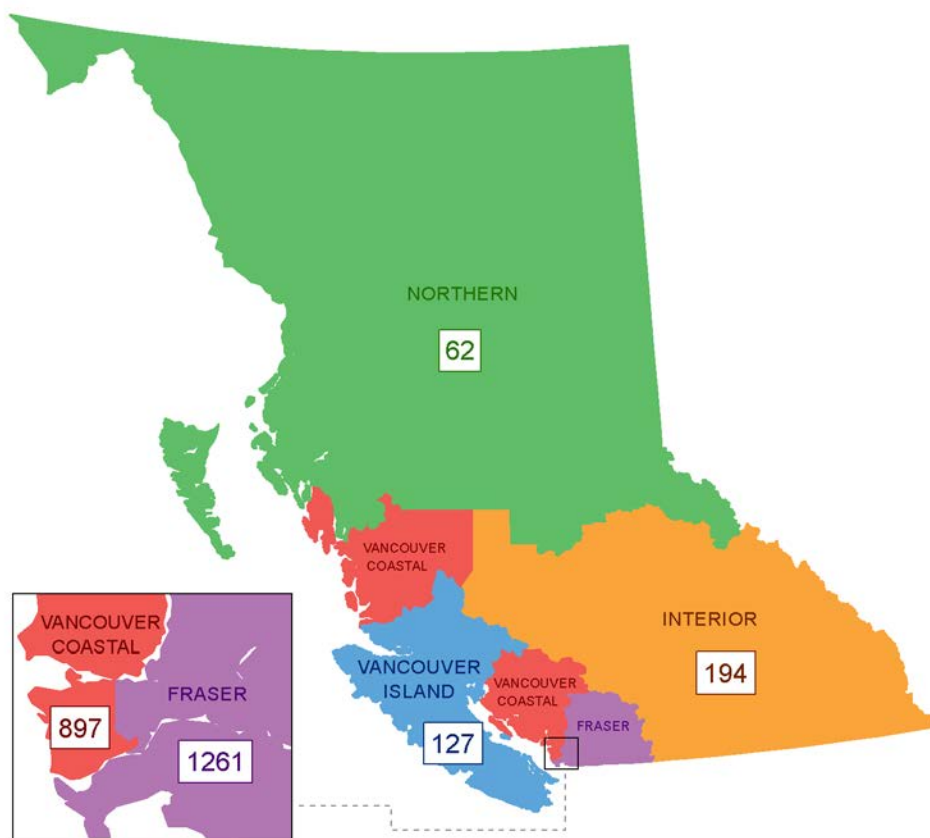 NORTHERN
62
VANCOUVER
COASTAL
INTERIOR
194
VANCOUVER
ISLAND
127
VANCOUVER
COASTAL
FRASER
VANCOUVER
COASTAL
897
FRASER
1261